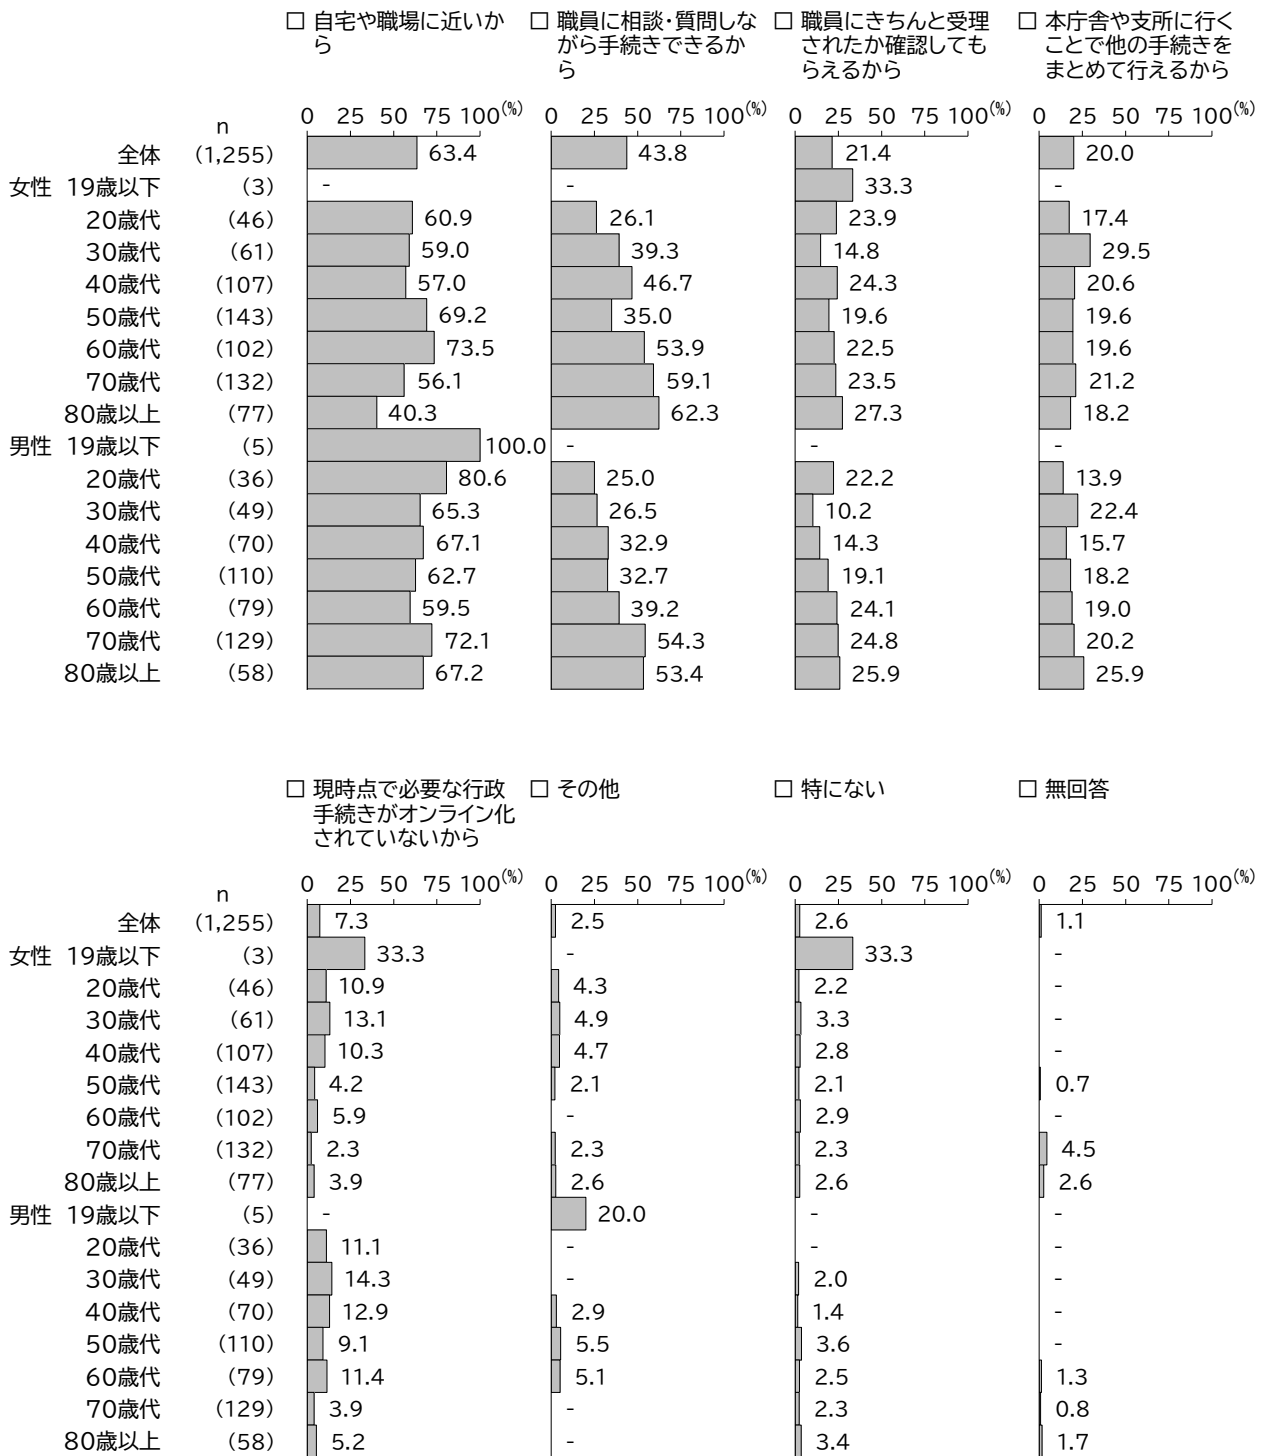 □ 自宅や職場に近いか
ら
□ 職員に相談・質問しな
がら手続きできるか
ら
□ 職員にきちんと受理
されたか確認しても
らえるから
□ 本庁舎や支所に行く
ことで他の手続きを
まとめて行えるから
n 0 25 50 75 100(%) 0 25 50 75 100(%) 0 25 50 75 100(%) 0 25 50 75 100(%)
全体 (1,255) 63.4 43.8 21.4 20.0
女性 19歳以下 (3) - - 33.3 -
20歳代 (46) 60.9 26.1 23.9 17.4
30歳代 (61) 59.0 39.3 14.8 29.5
40歳代 (107) 57.0 46.7 24.3 20.6
50歳代 (143) 69.2 35.0 19.6 19.6
60歳代 (102) 73.5 53.9 22.5 19.6
70歳代 (132) 56.1 59.1 23.5 21.2
80歳以上 (77) 40.3 62.3 27.3 18.2
男性 19歳以下 (5) 100.0 - - -
20歳代 (36) 80.6 25.0 22.2 13.9
30歳代 (49) 65.3 26.5 10.2 22.4
40歳代 (70) 67.1 32.9 14.3 15.7
50歳代 (110) 62.7 32.7 19.1 18.2
60歳代 (79) 59.5 39.2 24.1 19.0
70歳代 (129) 72.1 54.3 24.8 20.2
80歳以上 (58) 67.2 53.4 25.9 25.9
□ 現時点で必要な行政
手続きがオンライン化
されていないから
□ その他
□ 特にない
□ 無回答
n 0 25 50 75 100(%) 0 25 50 75 100(%) 0 25 50 75 100(%) 0 25 50 75 100(%)
全体 (1,255) 7.3 2.5 2.6 1.1
女性 19歳以下 (3) 33.3 - 33.3 -
20歳代 (46) 10.9 4.3 2.2 -
30歳代 (61) 13.1 4.9 3.3 -
40歳代 (107) 10.3 4.7 2.8 -
50歳代 (143) 4.2 2.1 2.1 0.7
60歳代 (102) 5.9 - 2.9 -
70歳代 (132) 2.3 2.3 2.3 4.5
80歳以上 (77) 3.9 2.6 2.6 2.6
男性 19歳以下 (5) - 20.0 - -
20歳代 (36) 11.1 - - -
30歳代 (49) 14.3 - 2.0 -
40歳代 (70) 12.9 2.9 1.4 -
50歳代 (110) 9.1 5.5 3.6 -
60歳代 (79) 11.4 5.1 2.5 1.3
70歳代 (129) 3.9 - 2.3 0.8
80歳以上 (58) 5.2 - 3.4 1.7